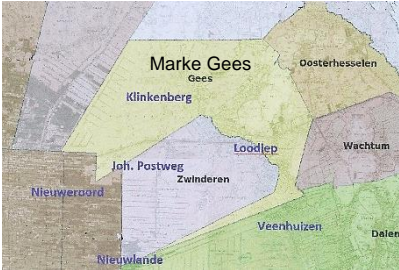 Marke Gees
Gees
Oosterhesselen
Klinkenberg
Loodiep
Wachtum
Joh. Postweg
Zwinderen
Nieuweroord
Veenhuizen
Dalen
Nieuwlande